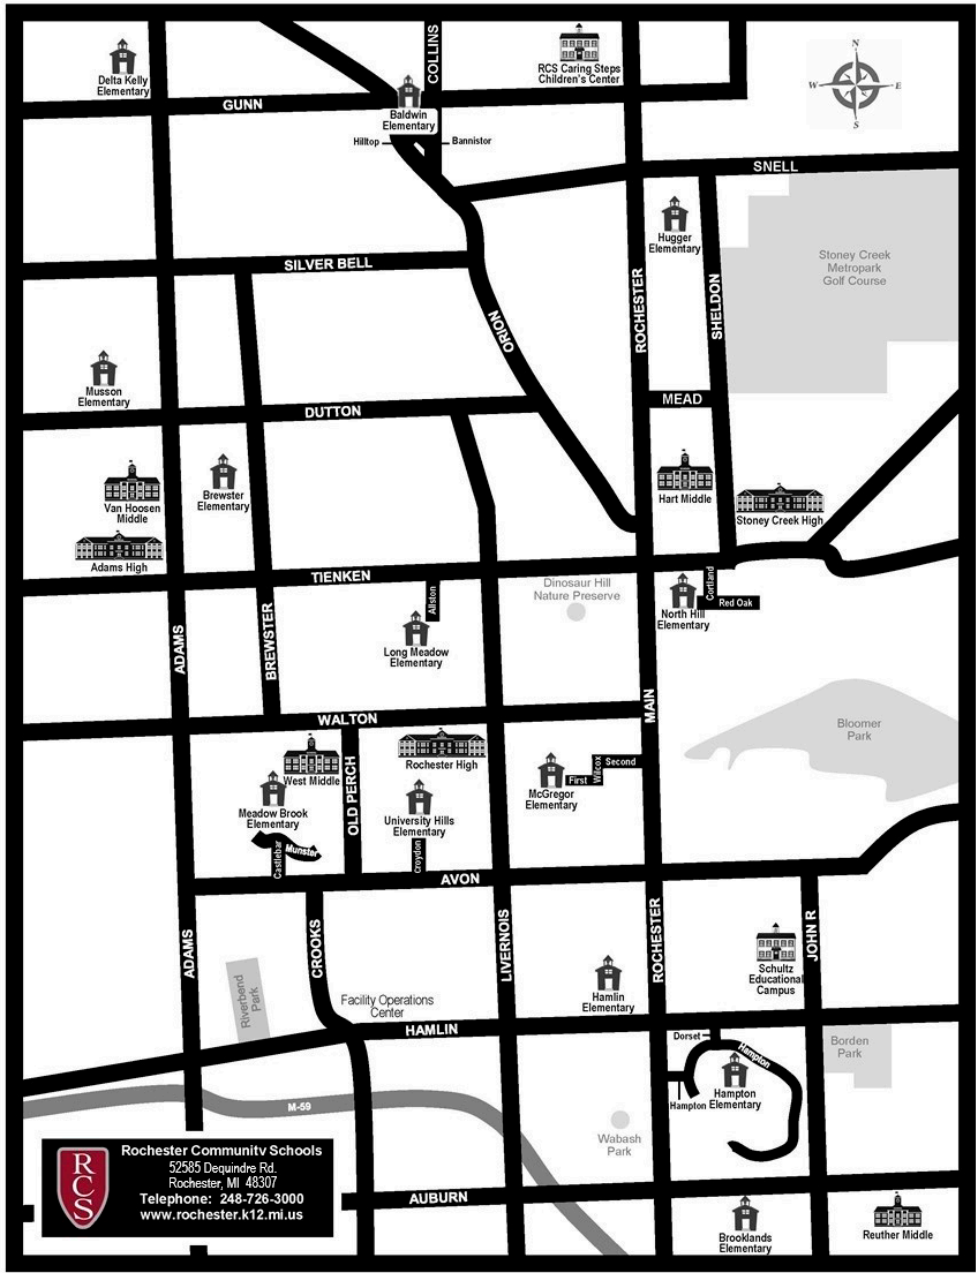 COLLINS
N
W
E
S
Delta Kelly
Elementary
RCS Caring Steps
Children's Center
GUNN
Baldwin
Elementary
Hilltop
Bannistor
SNELL
Hugger
Elementary
Stoney Creek
Metropark
Golf Course
SILVER BELL
ORION
ROCHESTER
SHELDON
Musson
Elementary
DUTTON
MEAD
Van Hoosen
Middle
Brewster
Elementary
Hart Middle
Stoney Creek High
Adams High
TIENKEN
Allston
Dinosaur Hill
Nature Preserve
Cortland
Red Oak
North Hill
Elementary
ADAMS
BREWSTER
Long Meadow
Elementary
MAIN
WALTON
Bloomer
Park
West Middle
OLD PERCH
Rochester High
McGregor
Elementary
First
Wilcox
Second
Meadow Brook
Elementary
University Hills
Elementary
Castlebar
Munster
Croydon
AVON
ADAMS
CROOKS
LIVERNOIS
ROCHESTER
JOHN R
Schultz
Educational
Campus
Riverbend
Park
Facility Operations
Center
Hamlin
Elementary
HAMLIN
Dorset
Hampton
Borden
Park
Hampton
Hampton
Elementary
M-59
Wabash
Park
RCS
Rochester Community Schools
52585 Dequindre Rd.
Rochester, MI 48307
Telephone: 248-726-3000
www.rochester.k12.mi.us
AUBURN
Brooklands
Elementary
Reuther Middle